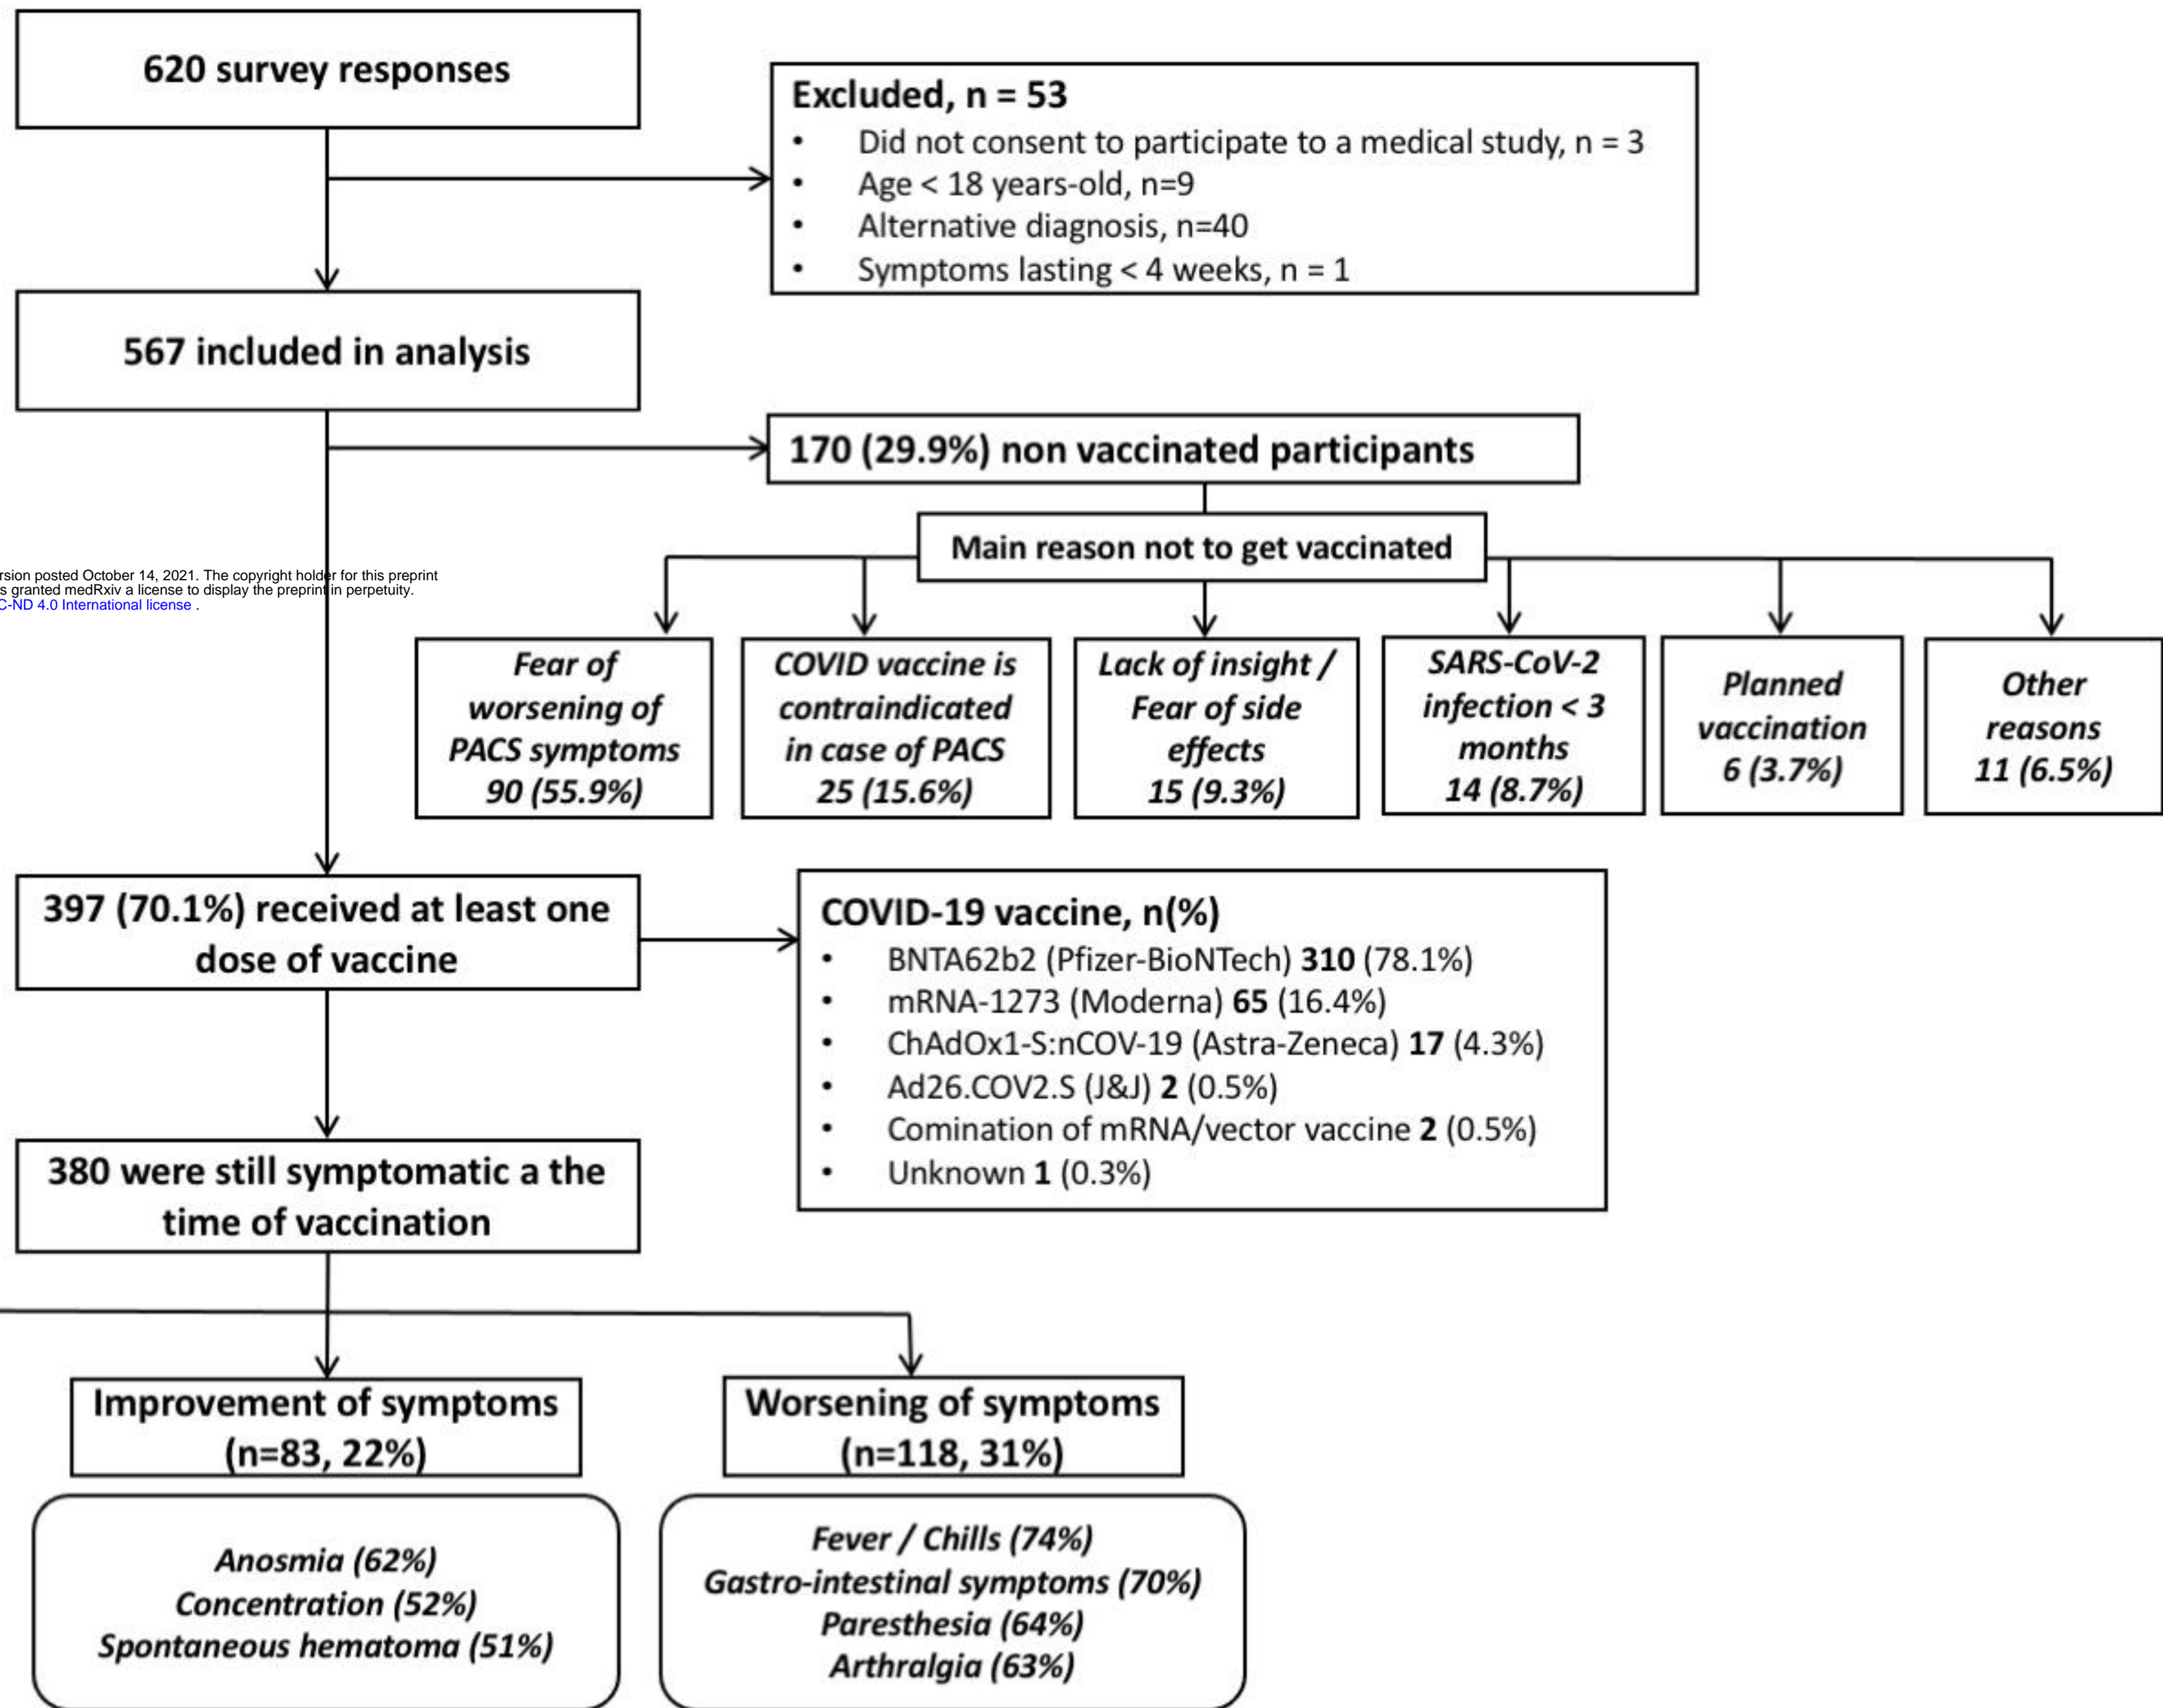 620 survey responses
Excluded, n = 53
• Did not consent to participate to a medical study, n = 3
• Age < 18 years-old, n=9
• Alternative diagnosis, n=40
• Symptoms lasting < 4 weeks, n = 1
567 included in analysis
170 (29.9%) non vaccinated participants
Main reason not to get vaccinated
rsion posted October 14, 2021. The copyright holder for this preprint
s granted medRxiv a license to display the preprint in perpetuity.
C-ND 4.0 International license .
Fear of
worsening of
PACS symptoms
90 (55.9%)
COVID vaccine is
contraindicated
in case of PACS
25 (15.6%)
Lack of insight /
Fear of side
effects
15 (9.3%)
SARS-CoV-2
infection < 3
months
14 (8.7%)
Planned
vaccination
6 (3.7%)
Other
reasons
11 (6.5%)
397 (70.1%) received at least one
dose of vaccine
COVID-19 vaccine, n(%)
• BNTA62b2 (Pfizer-BioNTech) 310 (78.1%)
• mRNA-1273 (Moderna) 65 (16.4%)
• ChAdOx1-S:nCOV-19 (Astra-Zeneca) 17 (4.3%)
• Ad26.COV2.S (J&J) 2 (0.5%)
• Comination of mRNA/vector vaccine 2 (0.5%)
• Unknown 1 (0.3%)
380 were still symptomatic a the
time of vaccination
Improvement of symptoms
(n=83, 22%)
Worsening of symptoms
(n=118, 31%)
Anosmia (62%)
Concentration (52%)
Spontaneous hematoma (51%)
Fever / Chills (74%)
Gastro-intestinal symptoms (70%)
Paresthesia (64%)
Arthralgia (63%)